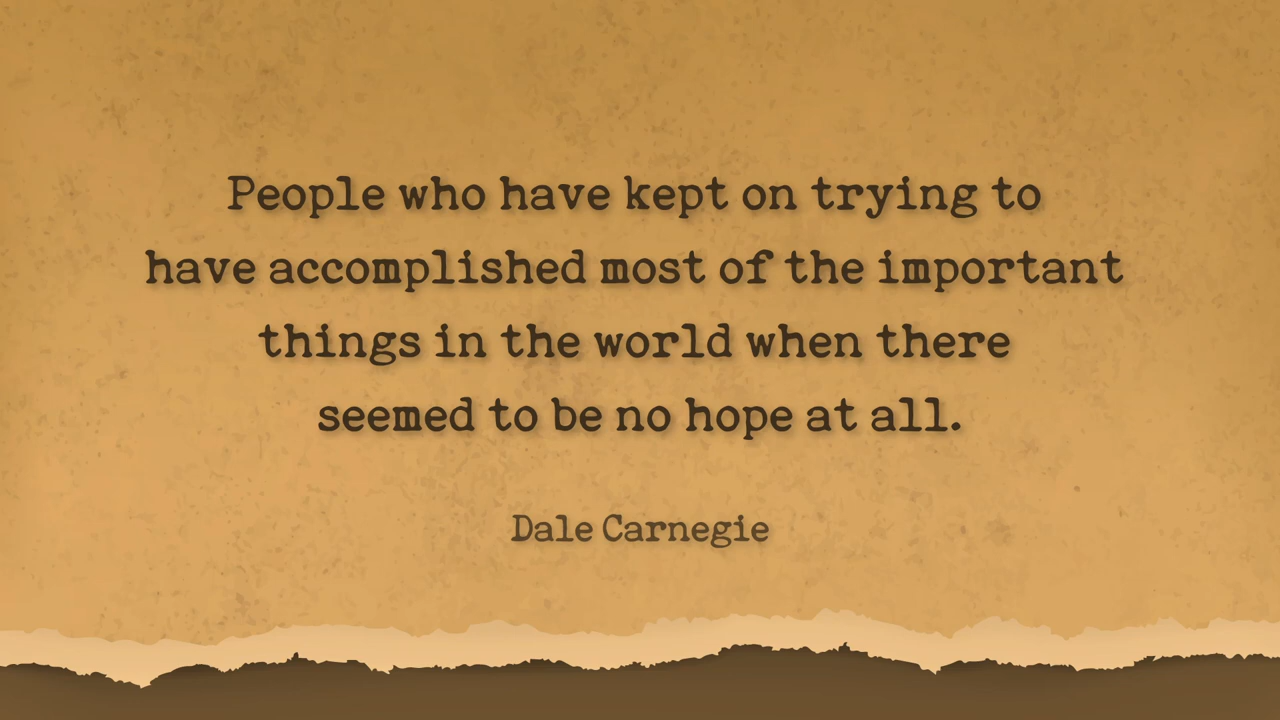 People who have kept on trying to
have accomplished most of the important
things in the world when there
seemed to be no hope at all.
Dale Carnegie